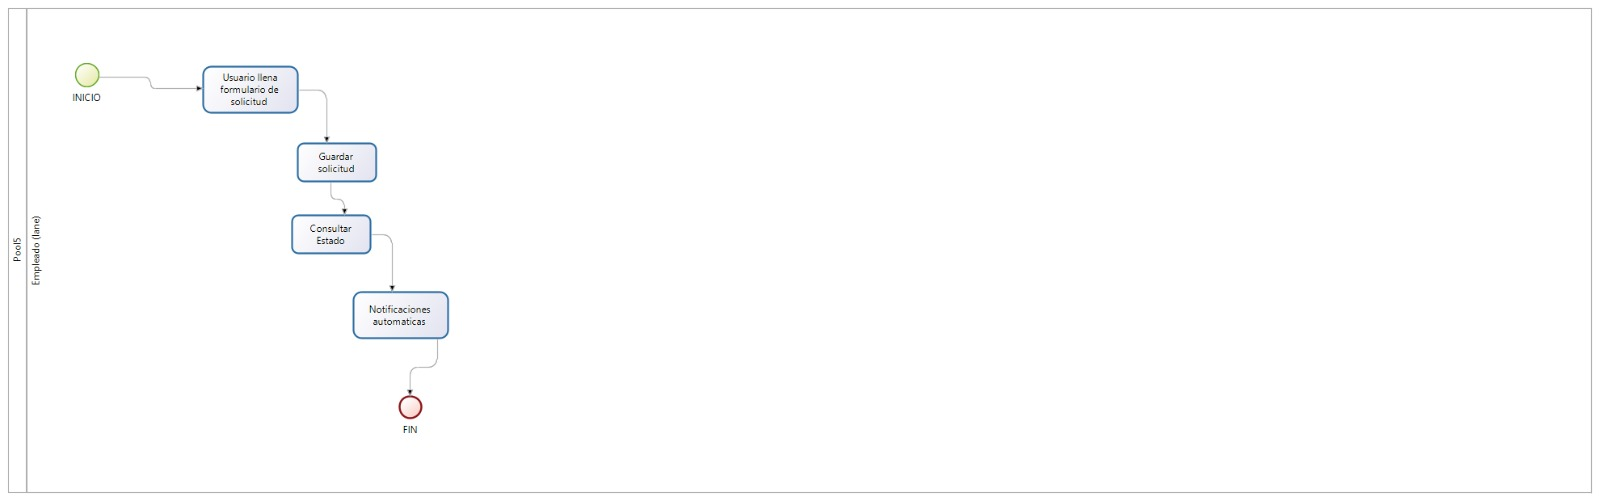 Pool5
Empleado (lane)
INICIO
Usuario llena
formulario de
solicitud
Guardar
solicitud
Consultar
Estado
Notificaciones
automaticas
FIN